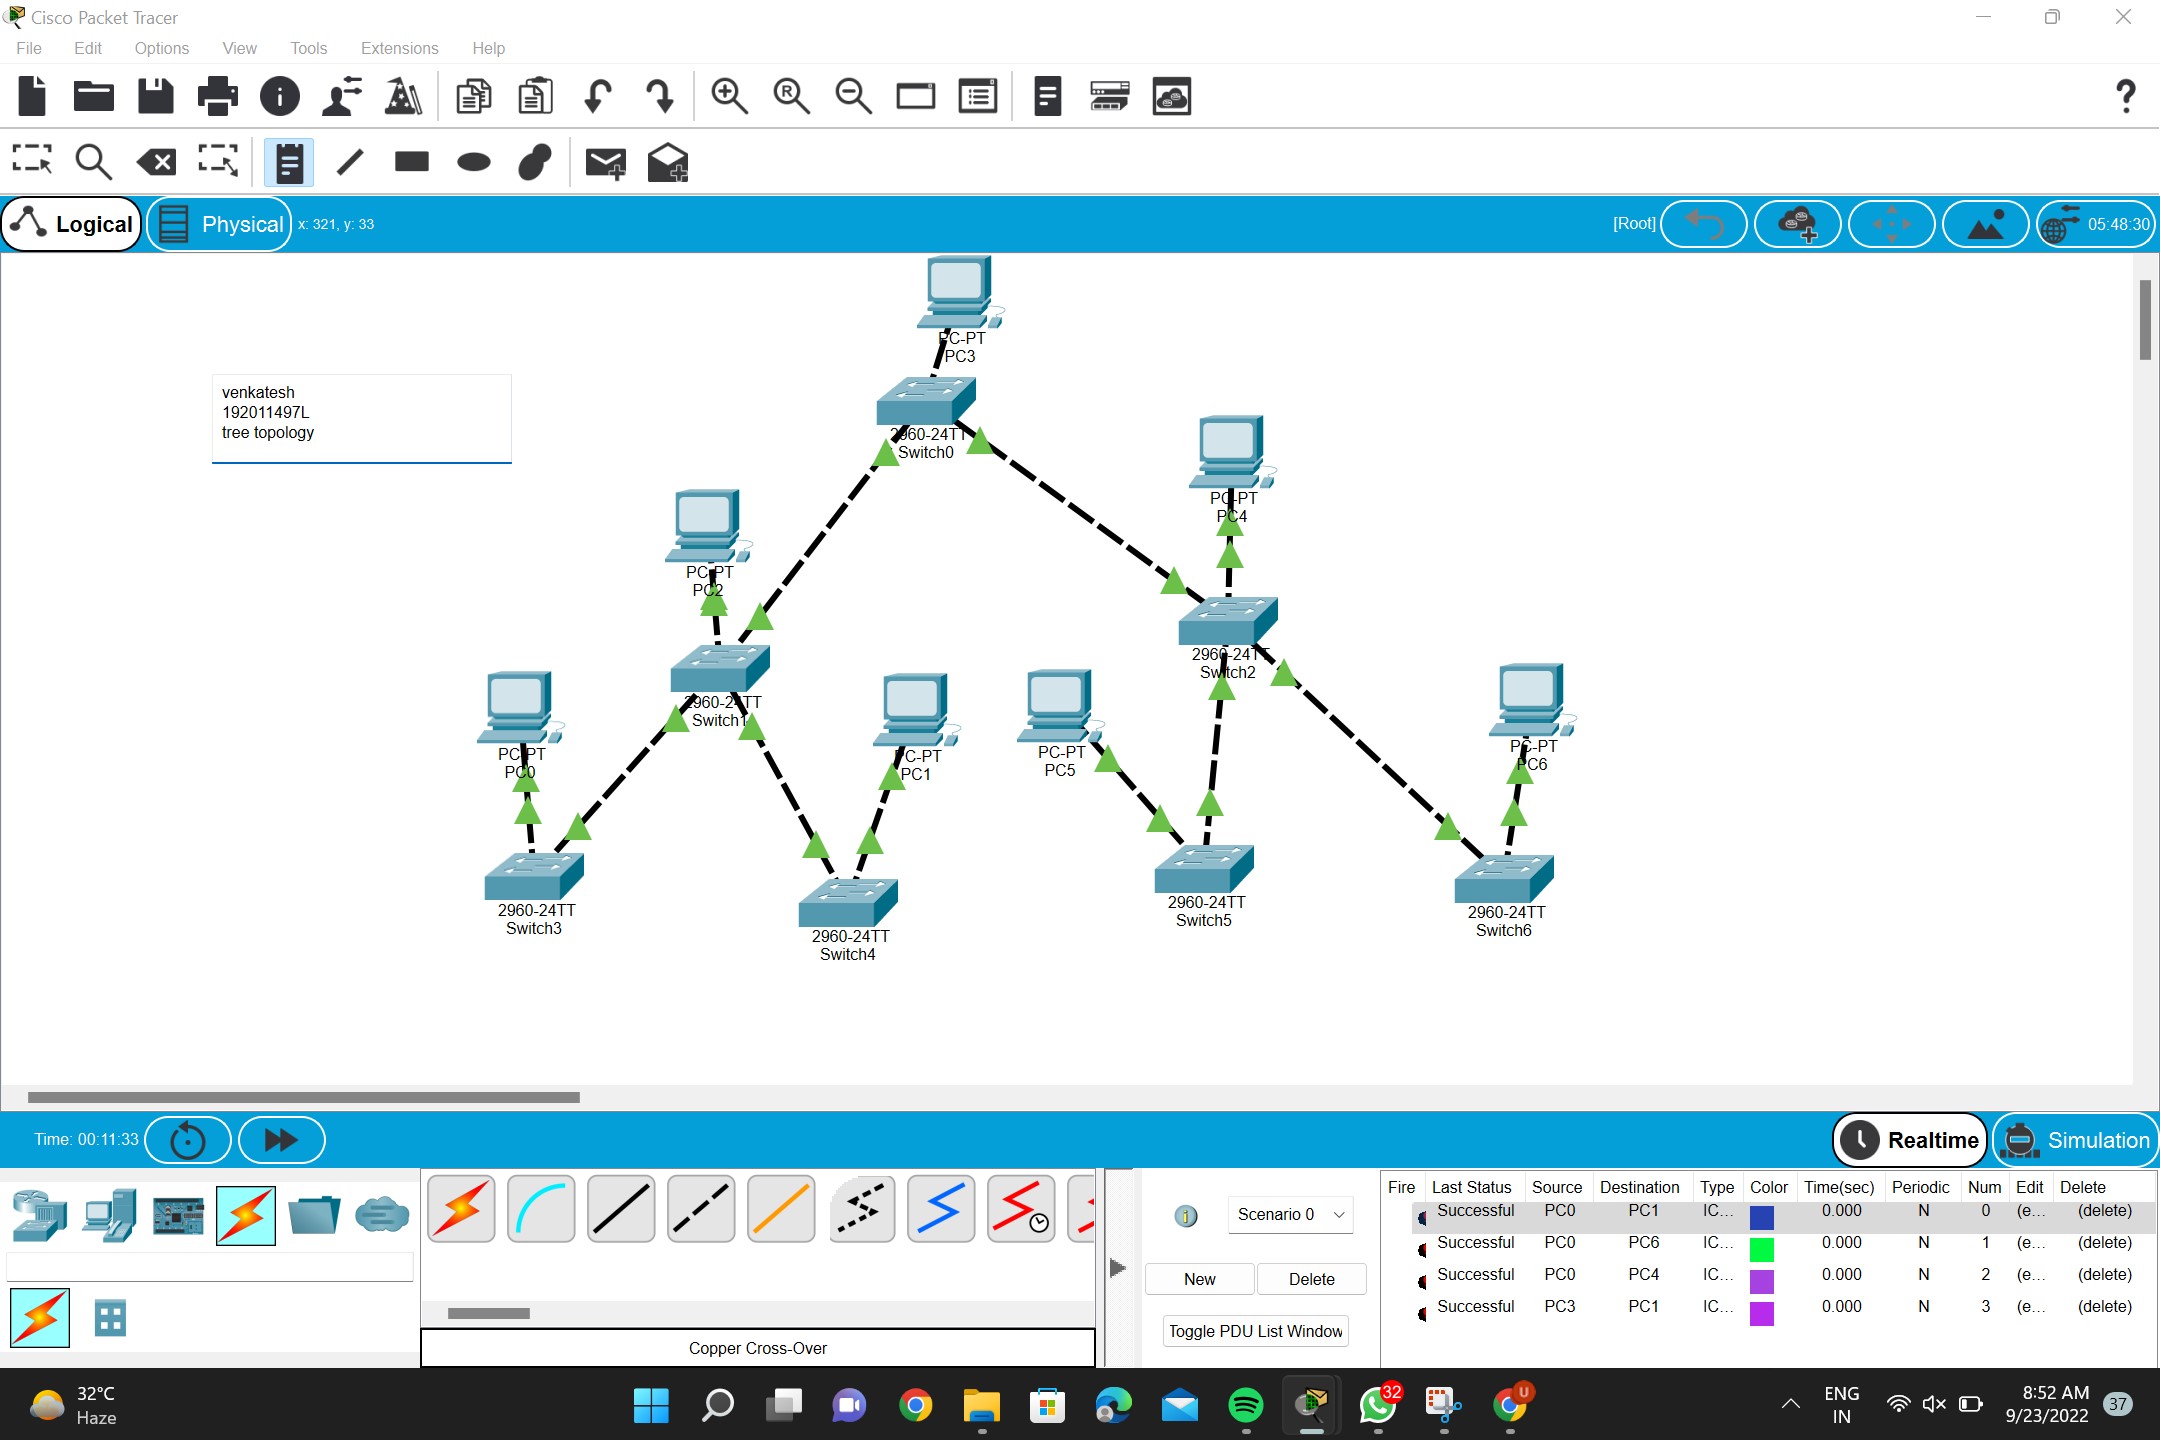 Cisco Packet Tracer
File Edit Options View Tools Extensions Help
Logical Physical x: 321, y: 33 [Root] 05:48:30
PC-PT
PC3
venkatesh
192011497L
tree topology
2960-24TT
Switch0
PC-PT
PC4
PC-PT
PC2
2960-24TT
Switch2
2960-24TT
Switch1
PC-PT
PC0
PC-PT
PC1
PC-PT
PC5
PC-PT
PC6
2960-24TT
Switch3
2960-24TT
Switch4
2960-24TT
Switch5
2960-24TT
Switch6
Time: 00:11:33 Realtime Simulation
Scenario 0
New Delete
Toggle PDU List Window
Copper Cross-Over
Fire Last Status Source Destination Type Color Time(sec) Periodic Num Edit Delete
Successful PC0 PC1 IC... 0.000 N 0 (e... (delete)
Successful PC0 PC6 IC... 0.000 N 1 (e... (delete)
Successful PC0 PC4 IC... 0.000 N 2 (e... (delete)
Successful PC3 PC1 IC... 0.000 N 3 (e... (delete)
32°C
Haze
32
U
ENG
IN
8:52 AM
9/23/2022
37